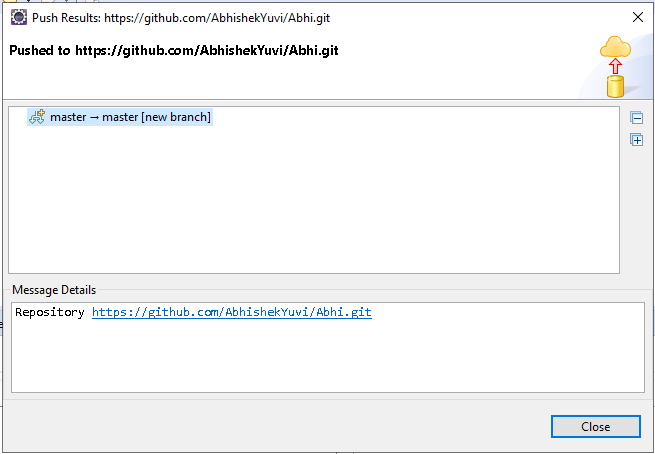 Push Results: https://github.com/AbhishekYuvi/Abhi.git
Pushed to https://github.com/AbhishekYuvi/Abhi.git
master → master [new branch]
Message Details
Repository https://github.com/AbhishekYuvi/Abhi.git
Close